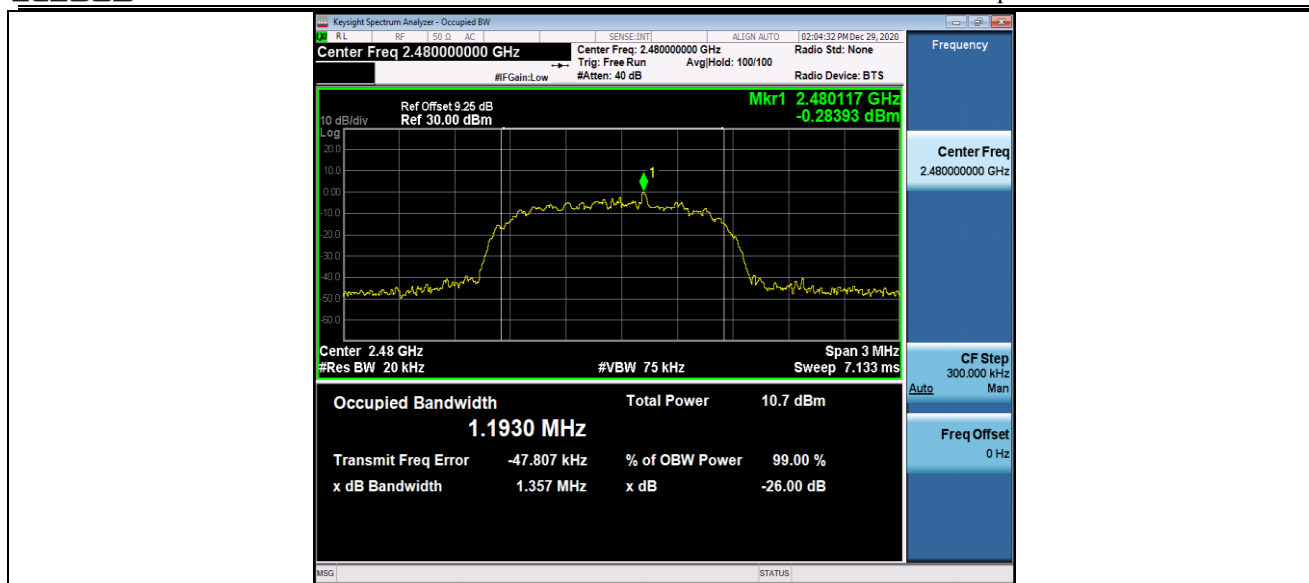 Keysight Spectrum Analyzer - Occupied BW
RL RF 50 Ω AC SENSE:INT ALIGN AUTO 02:04:32 PM Dec 29, 2020
Center Freq 2.480000000 GHz
Center Freq: 2.480000000 GHz Radio Std: None
Trig: Free Run Avg|Hold: 100/100
#IFGain:Low #Atten: 40 dB Radio Device: BTS
Frequency
Mkr1 2.480117 GHz
-0.28393 dBm
Ref Offset 9.25 dB
10 dB/div Ref 30.00 dBm
Log
20.0
10.0
0.00
-10.0
-20.0
-30.0
-40.0
-50.0
-60.0
1
Center 2.48 GHz Span 3 MHz
#Res BW 20 kHz #VBW 75 kHz Sweep 7.133 ms
Occupied Bandwidth Total Power 10.7 dBm
1.1930 MHz
Transmit Freq Error -47.807 kHz % of OBW Power 99.00 %
x dB Bandwidth 1.357 MHz x dB -26.00 dB
Center Freq
2.480000000 GHz
CF Step
300.000 kHz
Auto Man
Freq Offset
0 Hz
MSG STATUS